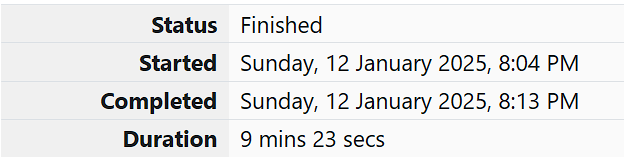 Status Finished
Started Sunday, 12 January 2025, 8:04 PM
Completed Sunday, 12 January 2025, 8:13 PM
Duration 9 mins 23 secs